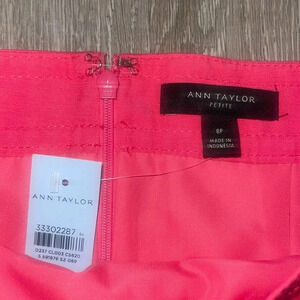 ANN TAYLOR
PETITE
8P
MADE IN
INDONESIA
ANN TAYLOR
33302287